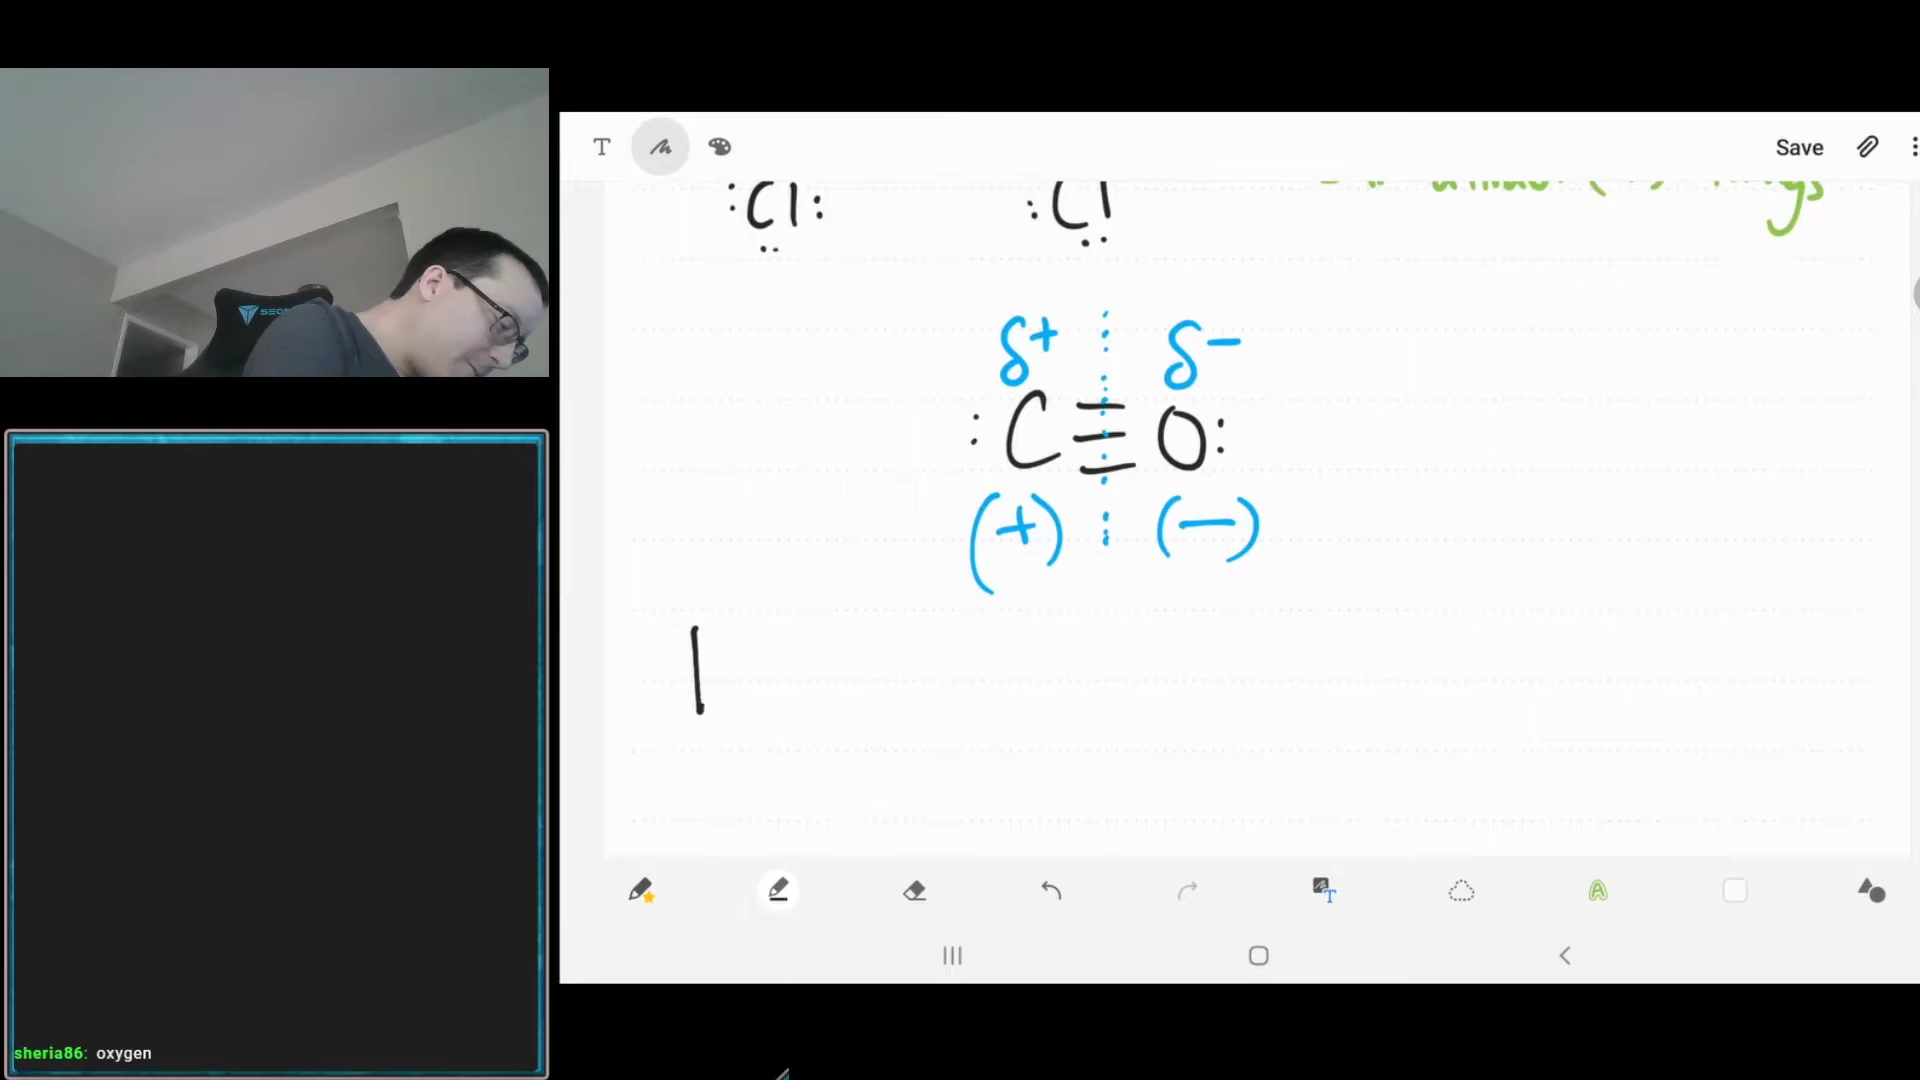 T Save
:Cl: :Cl
δ+ δ−
:C≡O:
(+) (−)
|
sheria86: oxygen